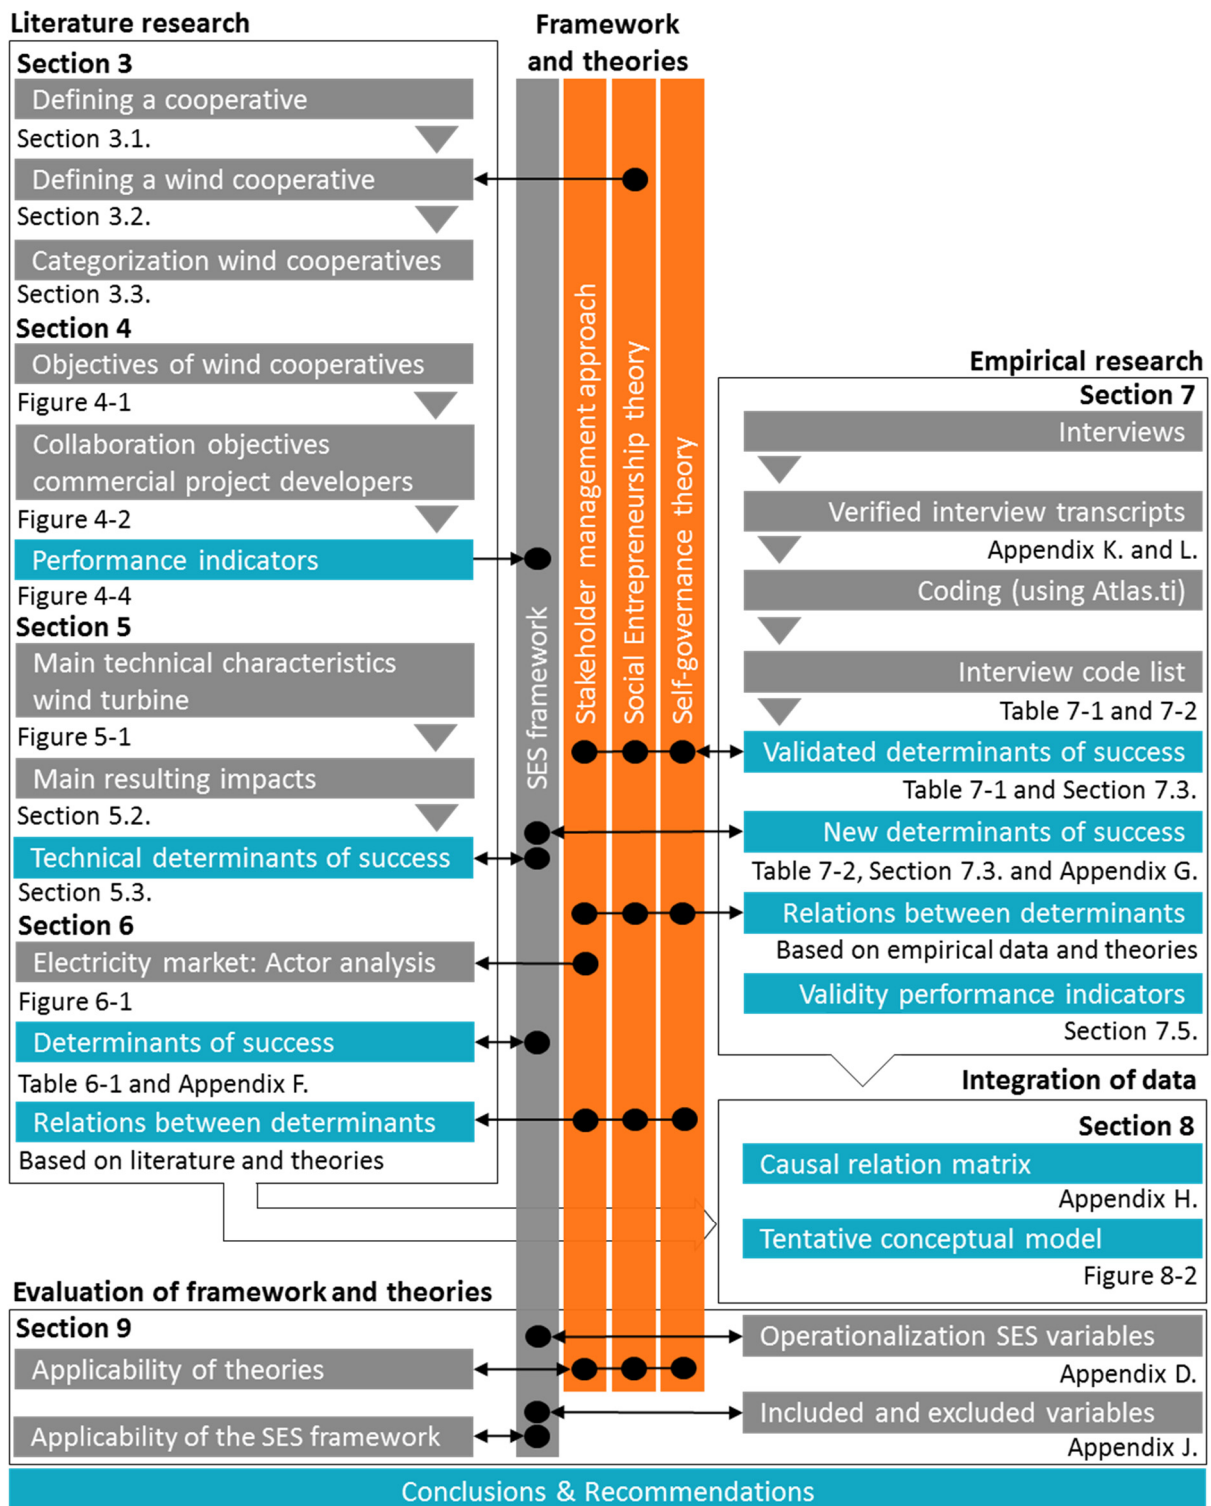 Literature research
Section 3
Defining a cooperative
Section 3.1.
Defining a wind cooperative
Section 3.2.
Categorization wind cooperatives
Section 3.3.
Section 4
Objectives of wind cooperatives
Figure 4-1
Collaboration objectives
commercial project developers
Figure 4-2
Performance indicators
Figure 4-4
Section 5
Main technical characteristics
wind turbine
Figure 5-1
Main resulting impacts
Section 5.2.
Technical determinants of success
Section 5.3.
Section 6
Electricity market: Actor analysis
Figure 6-1
Determinants of success
Table 6-1 and Appendix F.
Relations between determinants
Based on literature and theories
Framework
and theories
SES framework
Stakeholder management approach
Social Entrepreneurship theory
Self-governance theory
Empirical research
Section 7
Interviews
Verified interview transcripts
Appendix K. and L.
Coding (using Atlas.ti)
Interview code list
Table 7-1 and 7-2
Validated determinants of success
Table 7-1 and Section 7.3.
New determinants of success
Table 7-2, Section 7.3. and Appendix G.
Relations between determinants
Based on empirical data and theories
Validity performance indicators
Section 7.5.
Integration of data
Section 8
Causal relation matrix
Appendix H.
Tentative conceptual model
Figure 8-2
Evaluation of framework and theories
Section 9
Applicability of theories
Applicability of the SES framework
Operationalization SES variables
Appendix D.
Included and excluded variables
Appendix J.
Conclusions & Recommendations